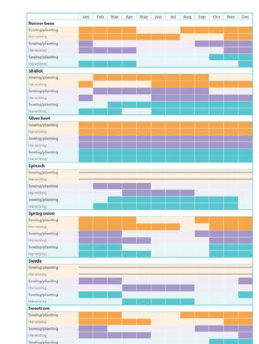 Jan Feb Mar Apr May Jun Jul Aug Sep Oct Nov Dec
Runner bean
Sowing/planting
Harvesting
Sowing/planting
Harvesting
Sowing/planting
Harvesting
Shallot
Sowing/planting
Harvesting
Sowing/planting
Harvesting
Sowing/planting
Harvesting
Silver beet
Sowing/planting
Harvesting
Sowing/planting
Harvesting
Sowing/planting
Harvesting
Spinach
Sowing/planting
Harvesting
Sowing/planting
Harvesting
Sowing/planting
Harvesting
Spring onion
Sowing/planting
Harvesting
Sowing/planting
Harvesting
Sowing/planting
Harvesting
Swede
Sowing/planting
Harvesting
Sowing/planting
Harvesting
Sowing/planting
Harvesting
Sweetcorn
Sowing/planting
Harvesting
Sowing/planting
Harvesting
Sowing/planting